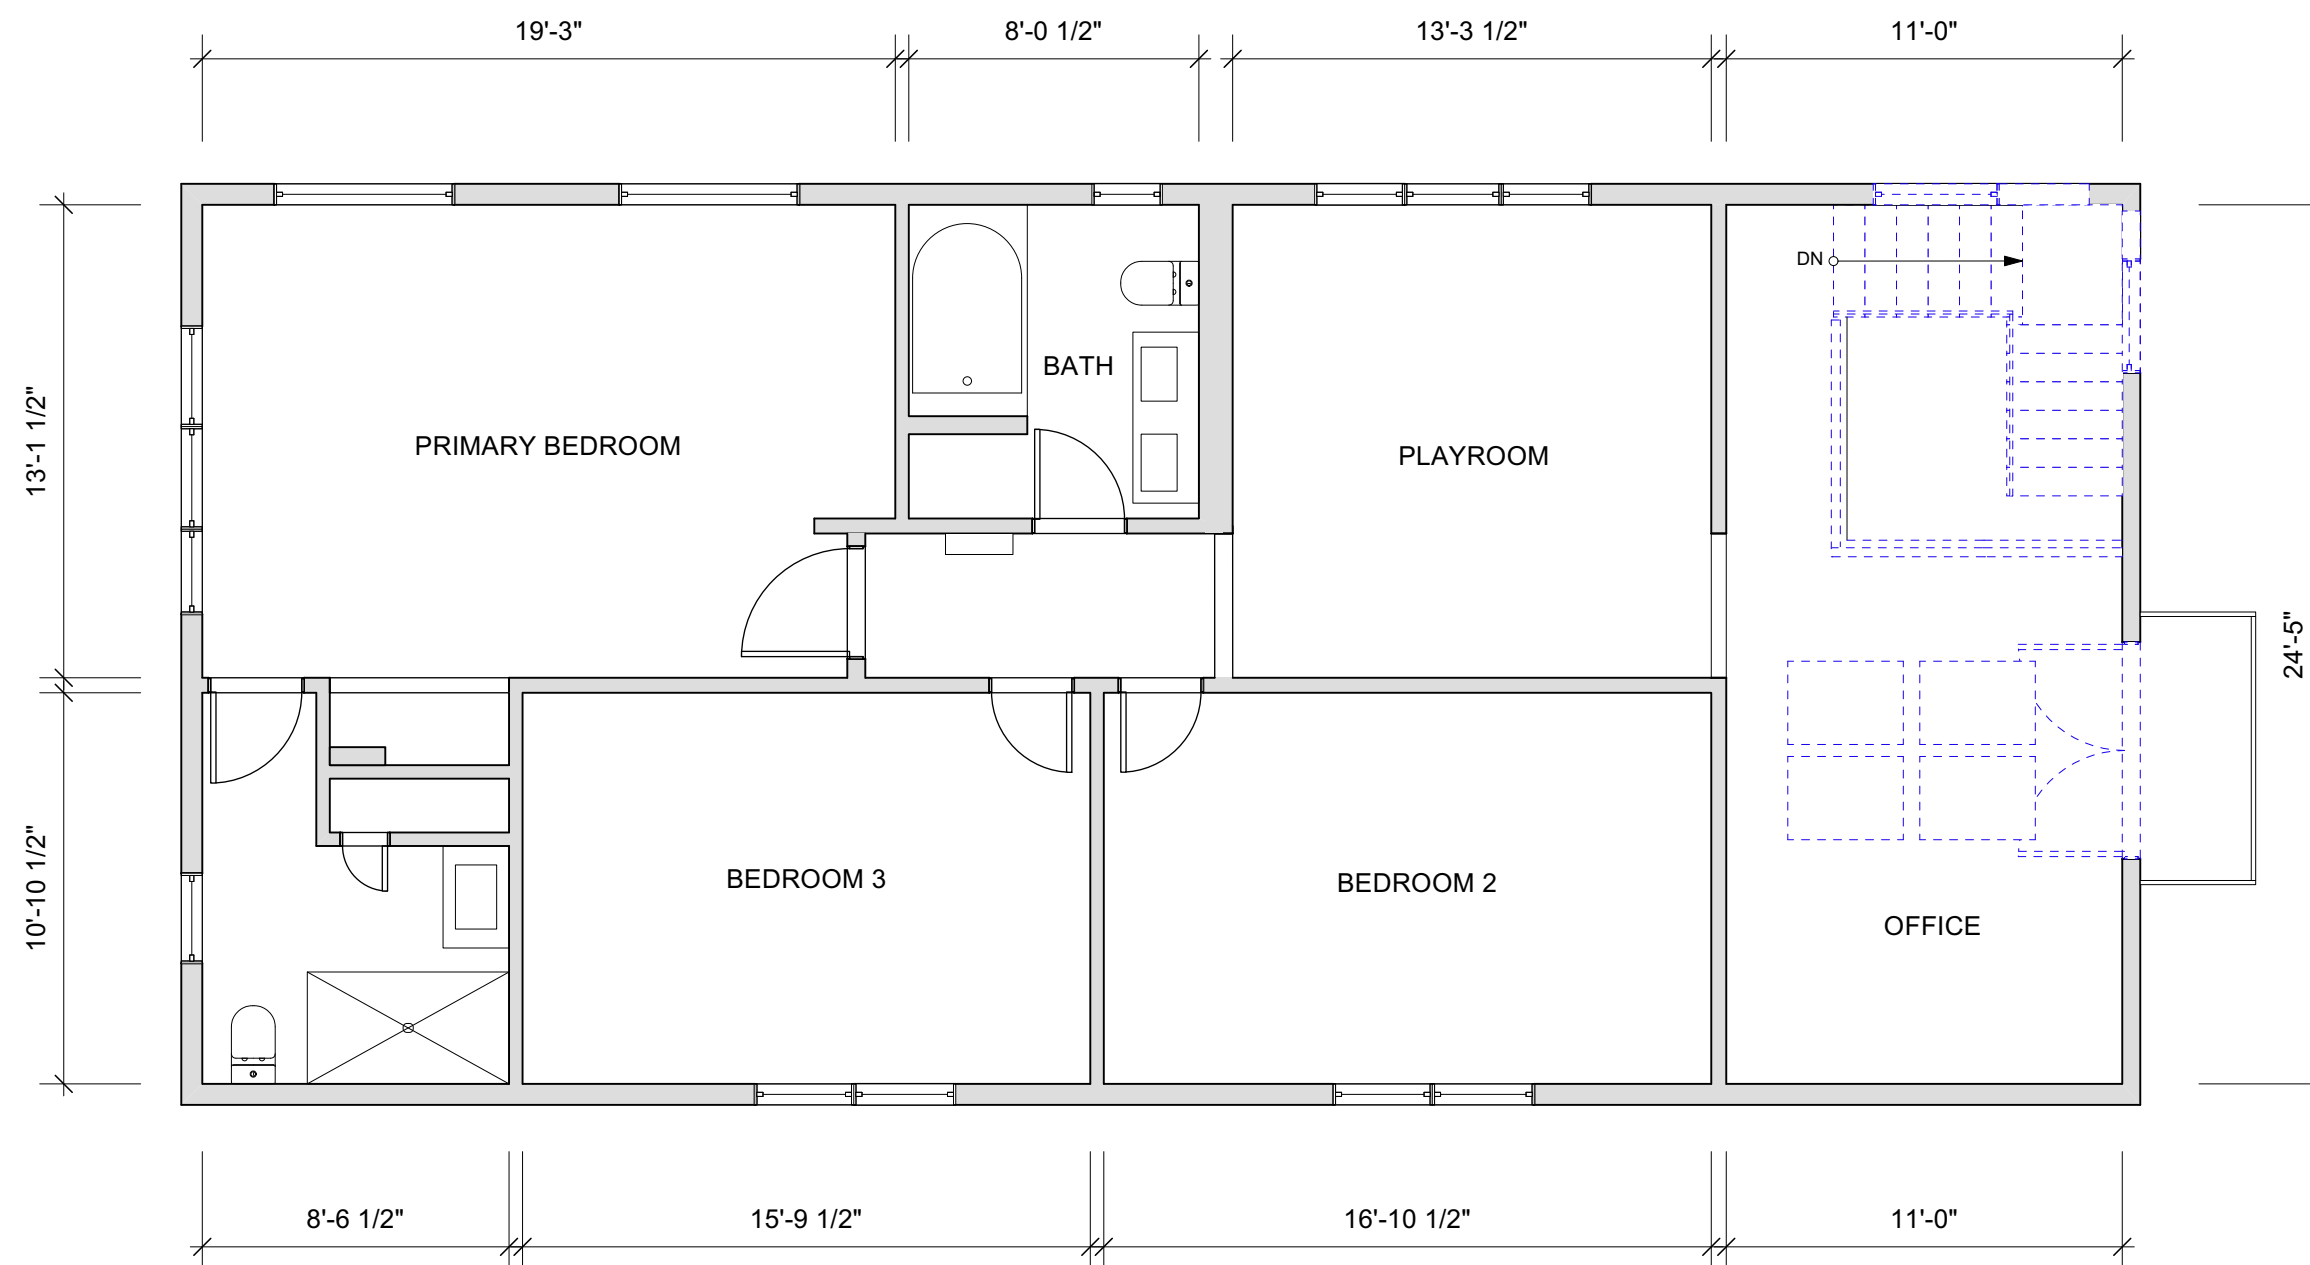 19'-3"
8'-0 1/2"
13'-3 1/2"
11'-0"
DN
BATH
13'-1 1/2"
PRIMARY BEDROOM
PLAYROOM
24'-5"
10'-10 1/2"
BEDROOM 3
BEDROOM 2
OFFICE
8'-6 1/2"
15'-9 1/2"
16'-10 1/2"
11'-0"